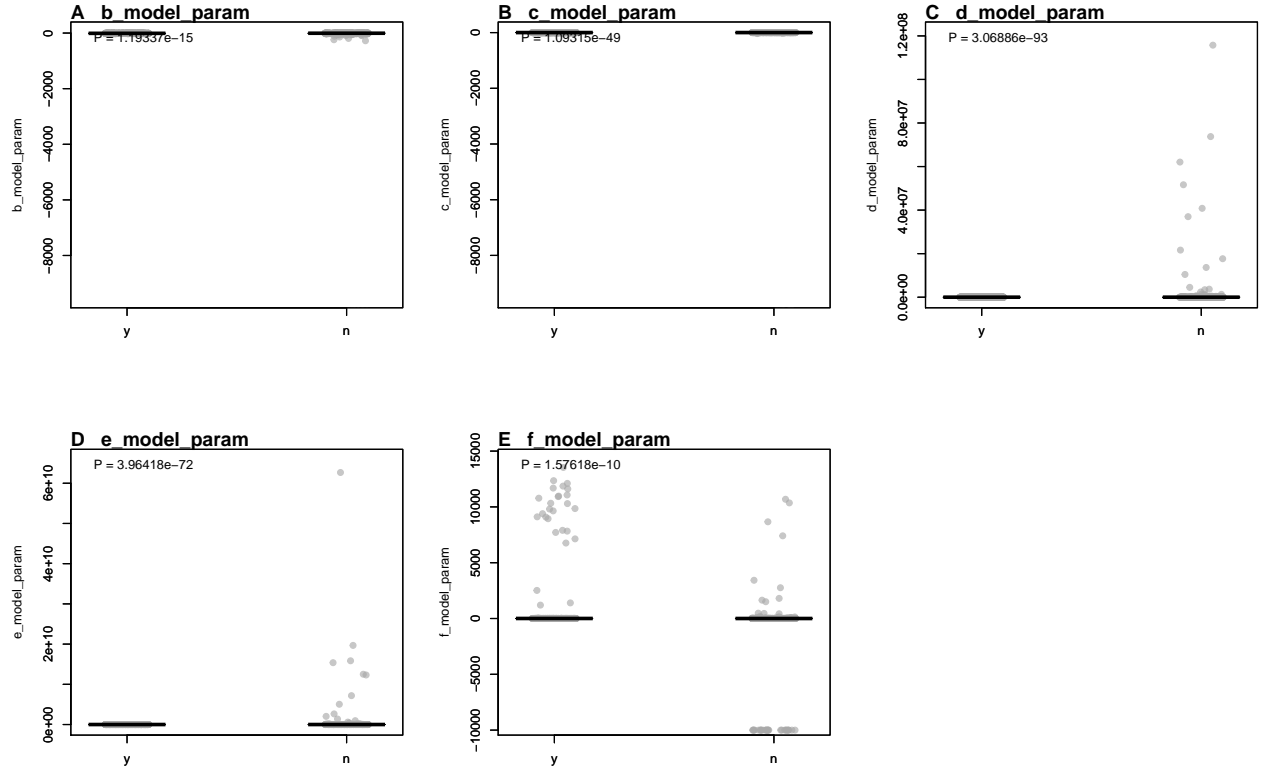 A b_model_param
P = 1.19337e−15
b_model_param
0
−2000
−4000
−6000
−8000
y n
B c_model_param
P = 1.09315e−49
c_model_param
0
−2000
−4000
−6000
−8000
y n
C d_model_param
P = 3.06886e−93
d_model_param
1.2e+08
8.0e+07
4.0e+07
0.0e+00
y n
D e_model_param
P = 3.96418e−72
e_model_param
6e+10
4e+10
2e+10
0e+00
y n
E f_model_param
P = 1.57618e−10
f_model_param
15000
10000
5000
0
−5000
−10000
y n